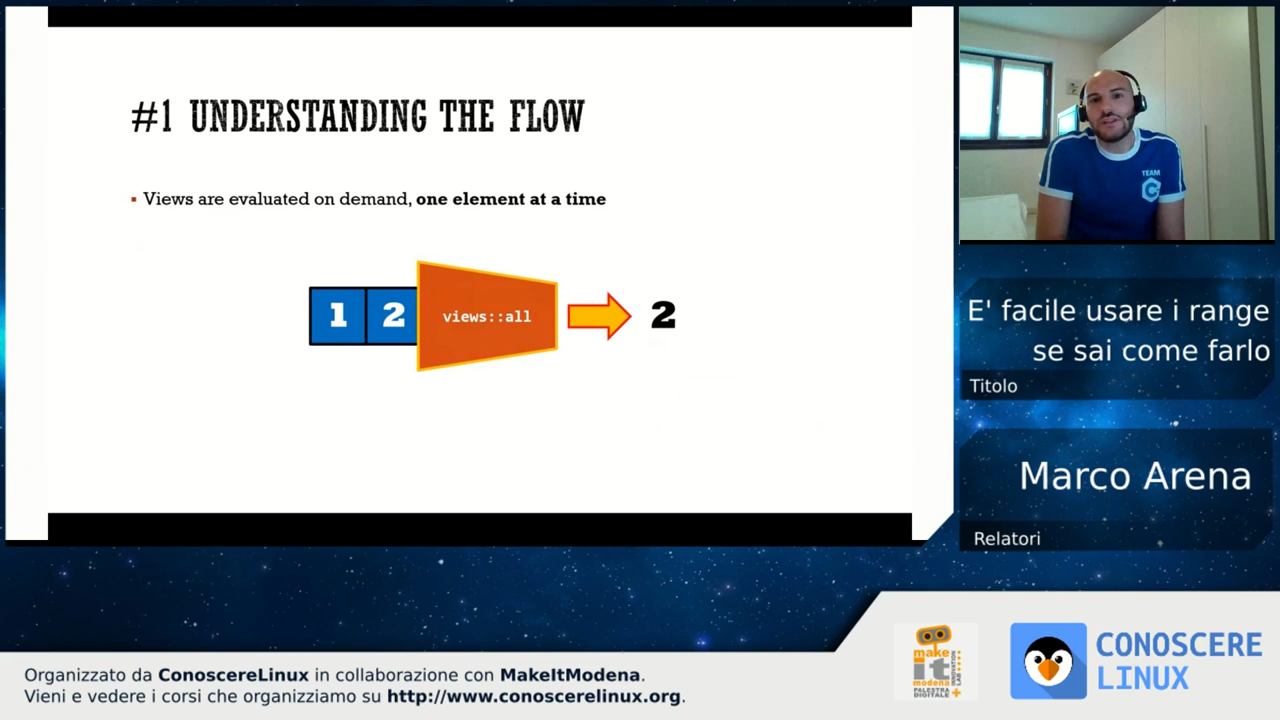 #1 UNDERSTANDING THE FLOW
Views are evaluated on demand, one element at a time
1 2 views::all 2
TEAM
C
E' facile usare i range
se sai come farlo
Titolo
Marco Arena
Relatori
make
it
modena
PALESTRA
DIGITALE
INNOVATION
LAB
CONOSCERE
LINUX
Organizzato da ConoscereLinux in collaborazione con MakeItModena.
Vieni e vedere i corsi che organizziamo su http://www.conoscerelinux.org.